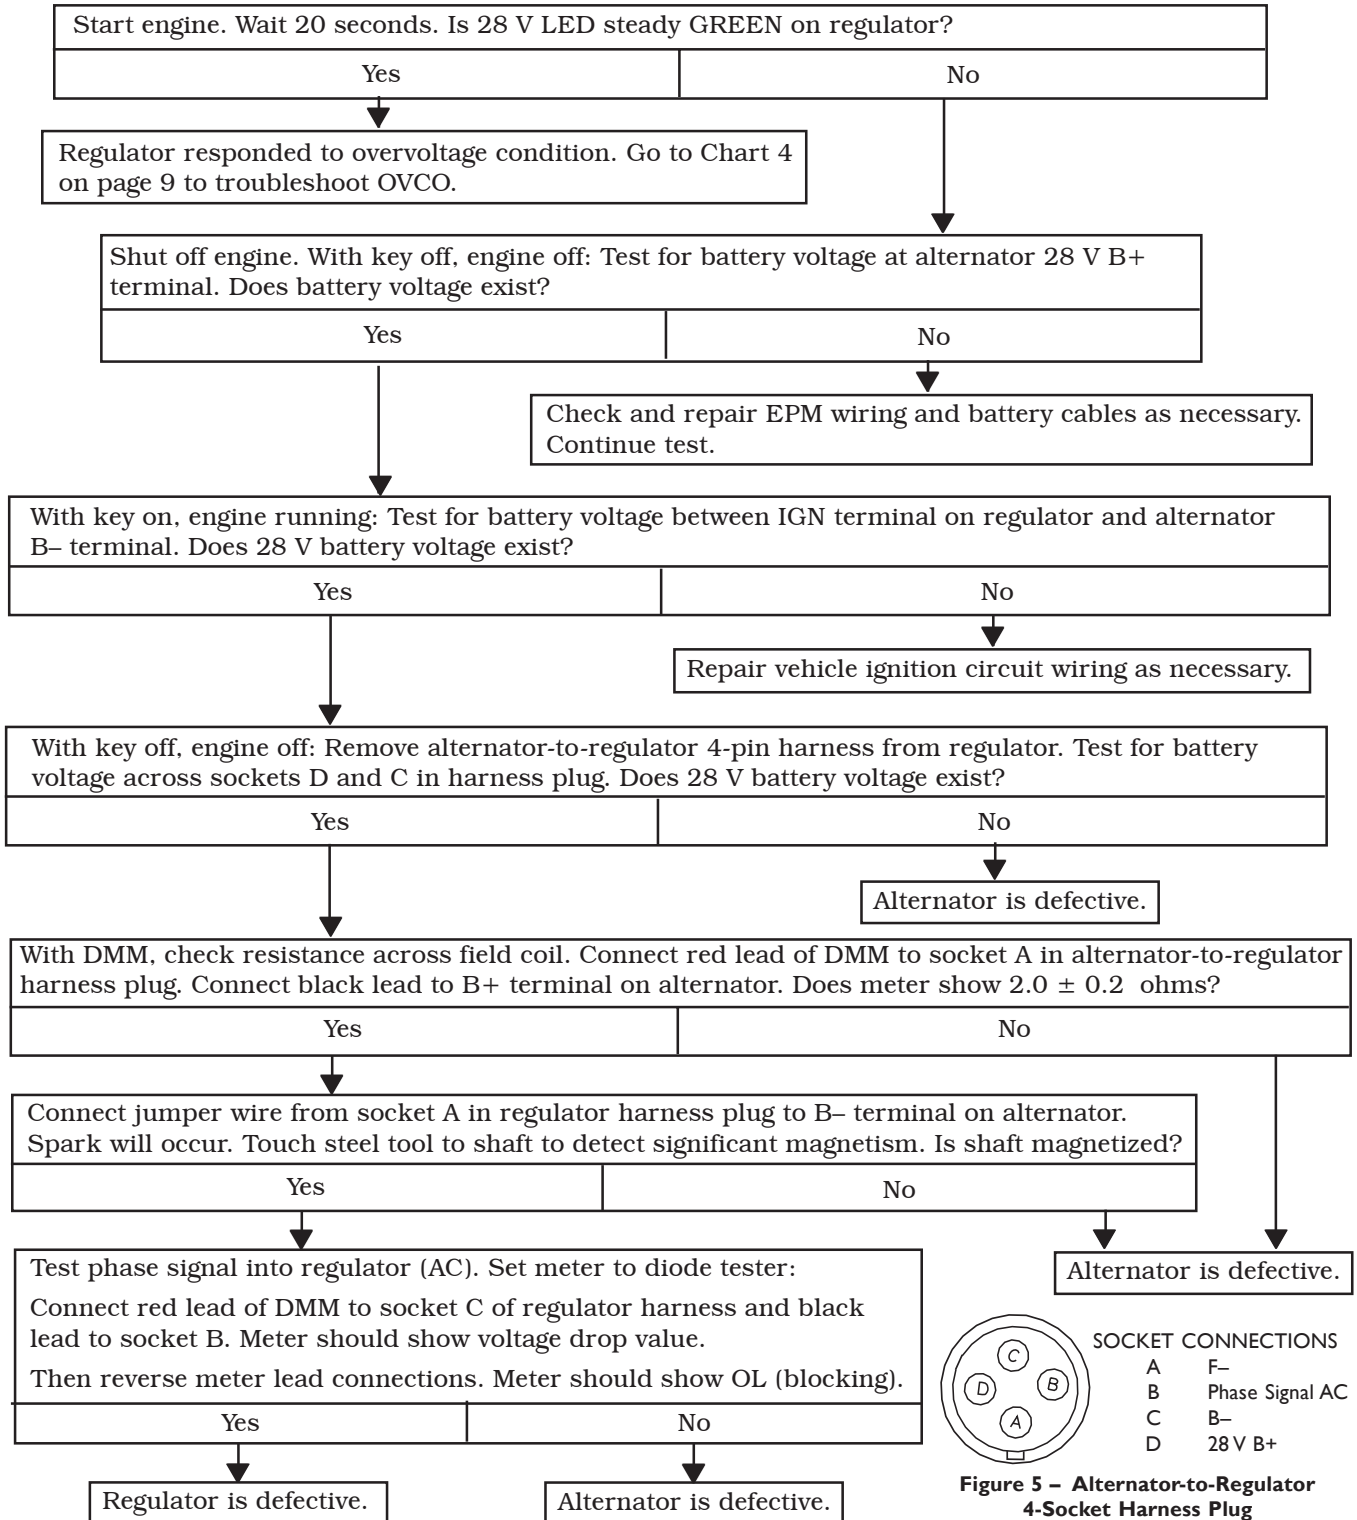 Start engine. Wait 20 seconds. Is 28 V LED steady GREEN on regulator?
Yes
No
Regulator responded to overvoltage condition. Go to Chart 4
on page 9 to troubleshoot OVCO.
Shut off engine. With key off, engine off: Test for battery voltage at alternator 28 V B+
terminal. Does battery voltage exist?
Yes
No
Check and repair EPM wiring and battery cables as necessary.
Continue test.
With key on, engine running: Test for battery voltage between IGN terminal on regulator and alternator
B– terminal. Does 28 V battery voltage exist?
Yes
No
Repair vehicle ignition circuit wiring as necessary.
With key off, engine off: Remove alternator-to-regulator 4-pin harness from regulator. Test for battery
voltage across sockets D and C in harness plug. Does 28 V battery voltage exist?
Yes
No
Alternator is defective.
With DMM, check resistance across field coil. Connect red lead of DMM to socket A in alternator-to-regulator
harness plug. Connect black lead to B+ terminal on alternator. Does meter show 2.0 ± 0.2 ohms?
Yes
No
Connect jumper wire from socket A in regulator harness plug to B– terminal on alternator.
Spark will occur. Touch steel tool to shaft to detect significant magnetism. Is shaft magnetized?
Yes
No
Alternator is defective.
Test phase signal into regulator (AC). Set meter to diode tester:
Connect red lead of DMM to socket C of regulator harness and black
lead to socket B. Meter should show voltage drop value.
Then reverse meter lead connections. Meter should show OL (blocking).
Yes
No
Regulator is defective.
Alternator is defective.
C
D
B
A
SOCKET CONNECTIONS
A F–
B Phase Signal AC
C B–
D 28 V B+
Figure 5 – Alternator-to-Regulator
4-Socket Harness Plug